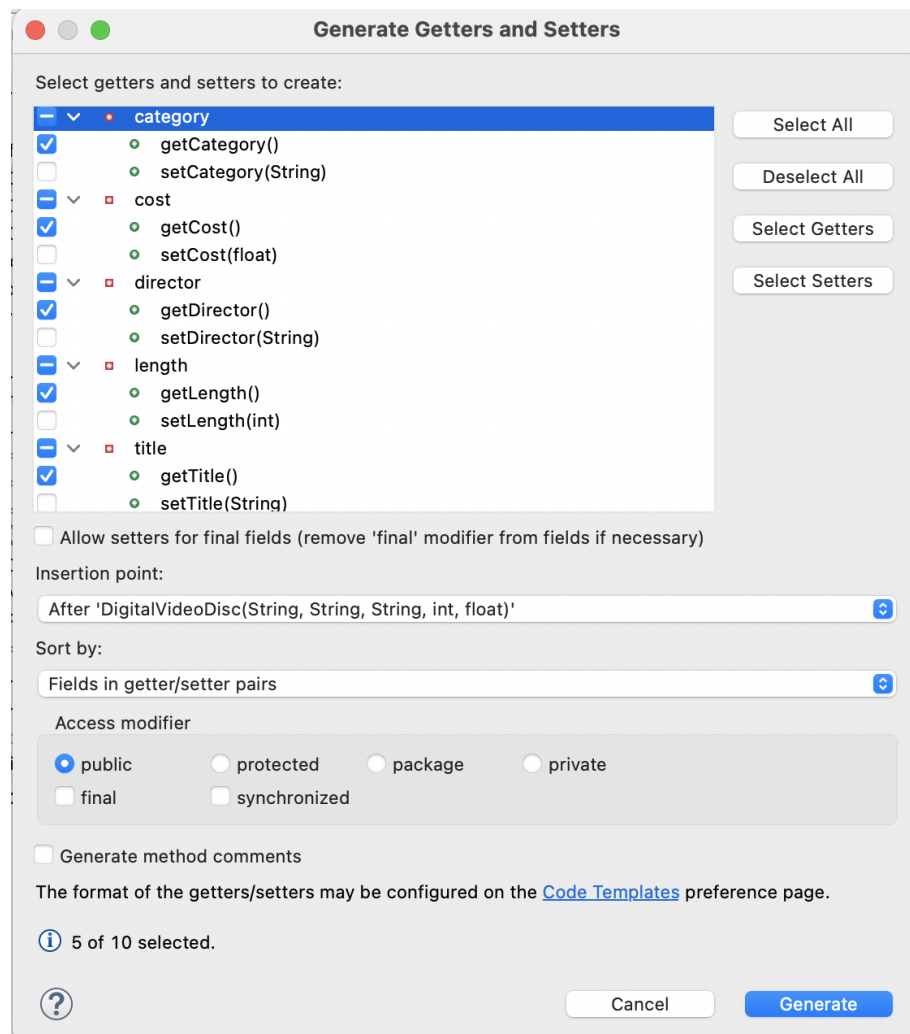 Generate Getters and Setters
Select getters and setters to create:
category
getCategory()
setCategory(String)
cost
getCost()
setCost(float)
director
getDirector()
setDirector(String)
length
getLength()
setLength(int)
title
getTitle()
setTitle(String)
Select All
Deselect All
Select Getters
Select Setters
Allow setters for final fields (remove 'final' modifier from fields if necessary)
Insertion point:
After 'DigitalVideoDisc(String, String, String, int, float)'
Sort by:
Fields in getter/setter pairs
Access modifier
public protected package private
final synchronized
Generate method comments
The format of the getters/setters may be configured on the Code Templates preference page.
5 of 10 selected.
Cancel Generate